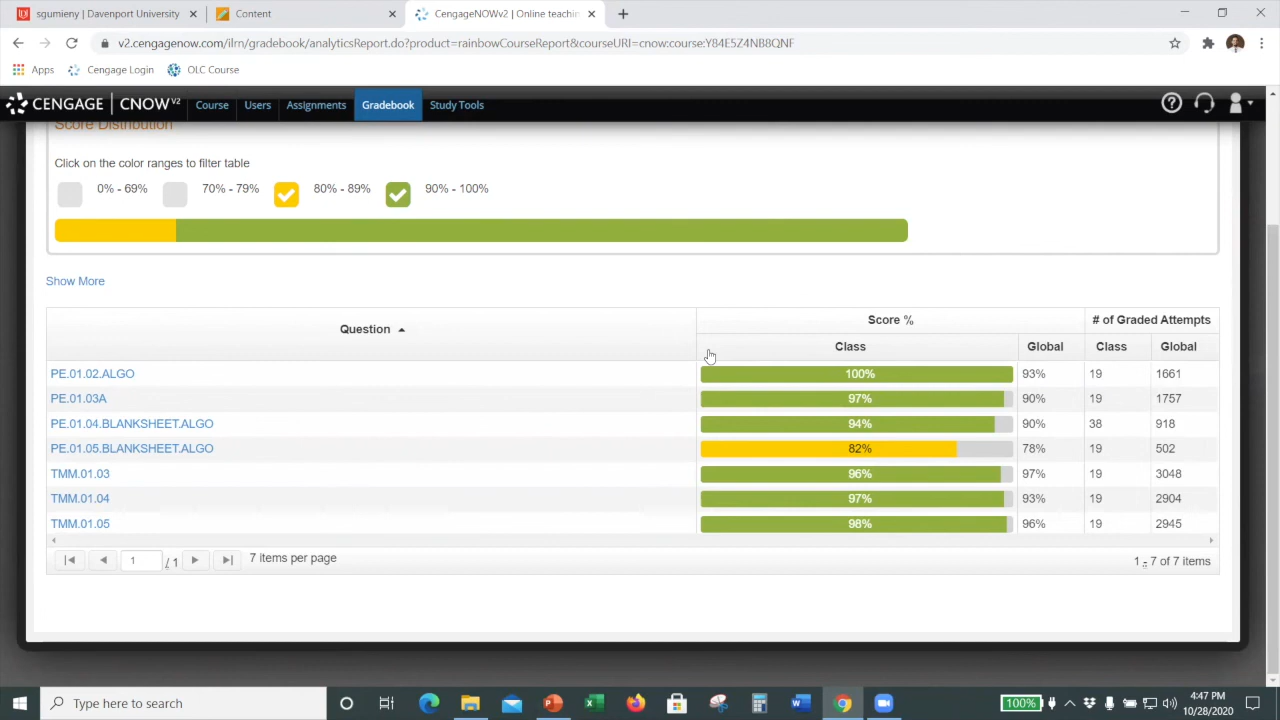 sgumieny | Davenport University
Content
CengageNOWv2 | Online teachin
v2.cengagenow.com/ilrn/gradebook/analyticsReport.do?product=rainbowCourseReport&courseURI=cnow:course:Y84E5Z4NB8QNF
Apps Cengage Login OLC Course
CENGAGE | CNOWV2 Course Users Assignments Gradebook Study Tools
Score Distribution
Click on the color ranges to filter table
0% - 69% 70% - 79% 80% - 89% 90% - 100%
Show More
Question Score % # of Graded Attempts
Class Global Class Global
PE.01.02.ALGO 100% 93% 19 1661
PE.01.03A 97% 90% 19 1757
PE.01.04.BLANKSHEET.ALGO 94% 90% 38 918
PE.01.05.BLANKSHEET.ALGO 82% 78% 19 502
TMM.01.03 96% 97% 19 3048
TMM.01.04 97% 93% 19 2904
TMM.01.05 98% 96% 19 2945
1 / 1 7 items per page 1 - 7 of 7 items
Type here to search
100%
4:47 PM
10/28/2020